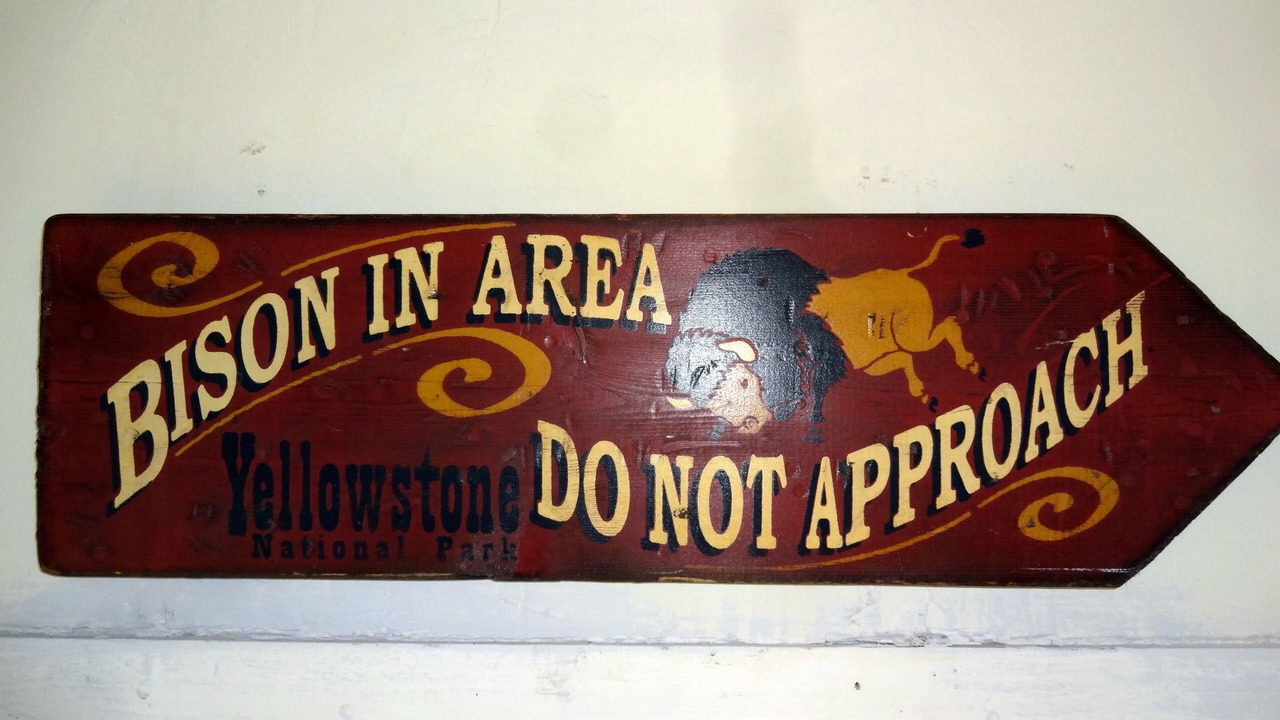 BISON IN AREA
DO NOT APPROACH
Yellowstone
National Park